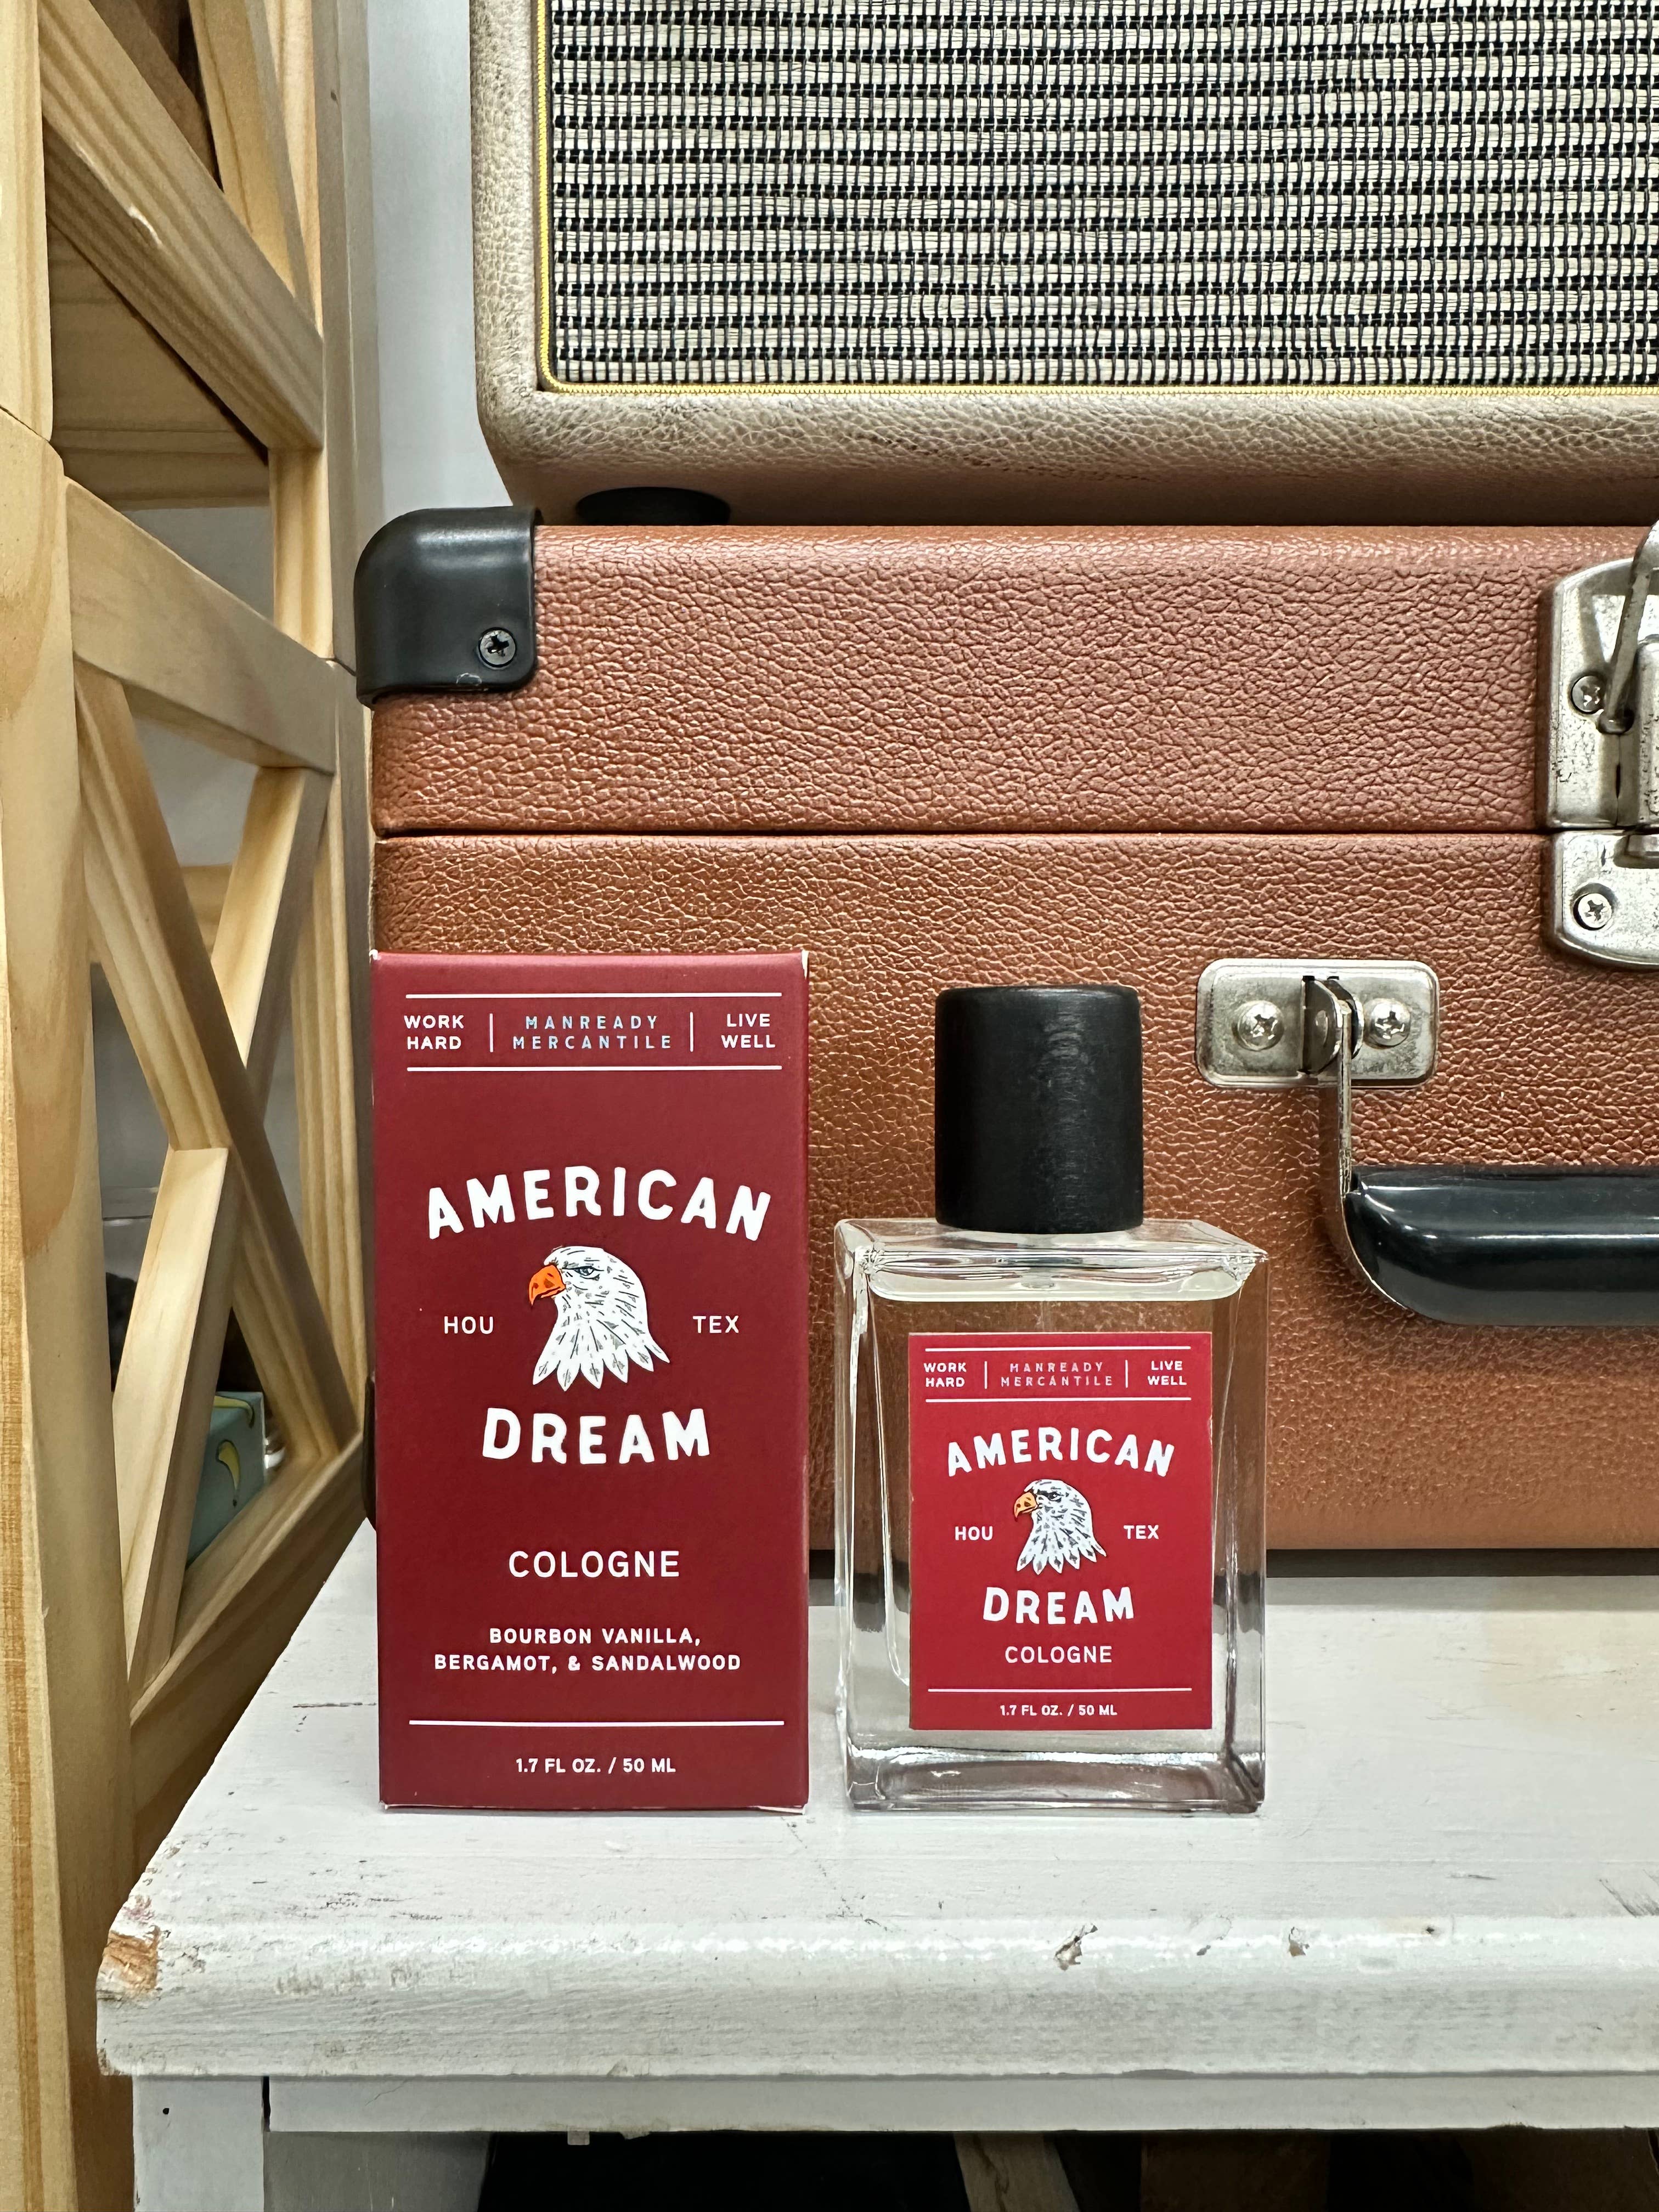 WORK HARD | MANREADY MERCANTILE | LIVE WELL
AMERICAN
HOU TEX
DREAM
COLOGNE
BOURBON VANILLA,
BERGAMOT, & SANDALWOOD
1.7 FL OZ. / 50 ML
WORK HARD | MANREADY MERCANTILE | LIVE WELL
AMERICAN
HOU TEX
DREAM
COLOGNE
1.7 FL OZ. / 50 ML